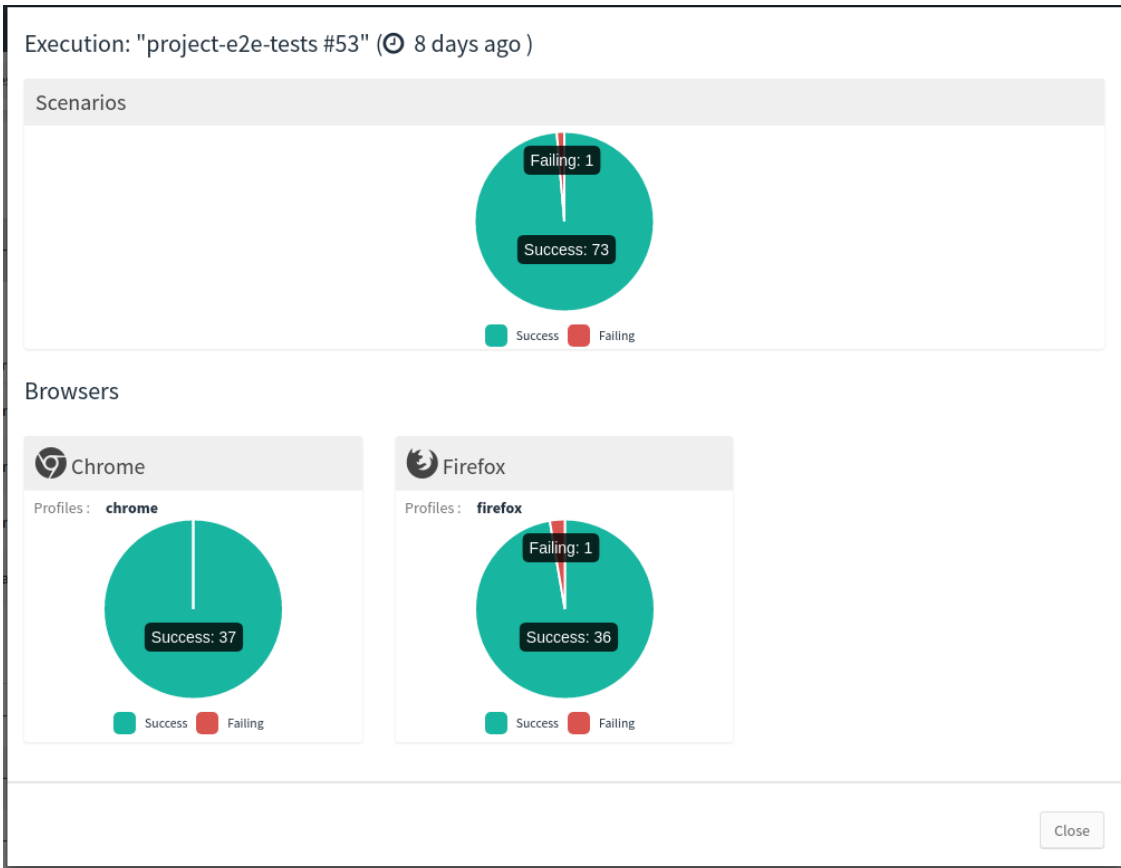 Execution: "project-e2e-tests #53" ( 8 days ago )
Scenarios
Failing: 1
Success: 73
Success Failing
Browsers
Chrome
Profiles : chrome
Success: 37
Success Failing
Firefox
Profiles : firefox
Failing: 1
Success: 36
Success Failing
Close